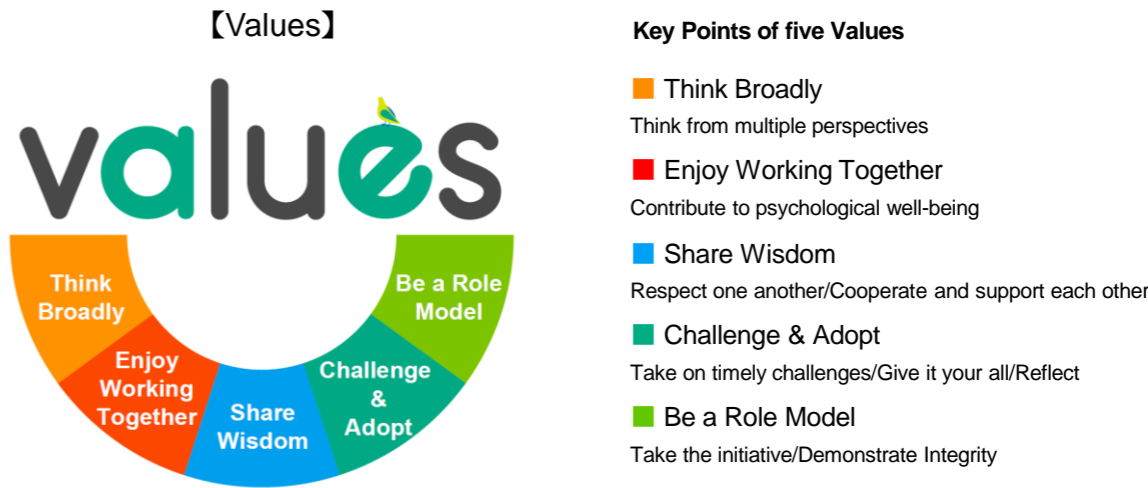 【Values】
values
Think
Broadly
Enjoy
Working
Together
Share
Wisdom
Challenge
&
Adopt
Be a Role
Model
Key Points of five Values
Think Broadly
Think from multiple perspectives
Enjoy Working Together
Contribute to psychological well-being
Share Wisdom
Respect one another/Cooperate and support each other
Challenge & Adopt
Take on timely challenges/Give it your all/Reflect
Be a Role Model
Take the initiative/Demonstrate Integrity